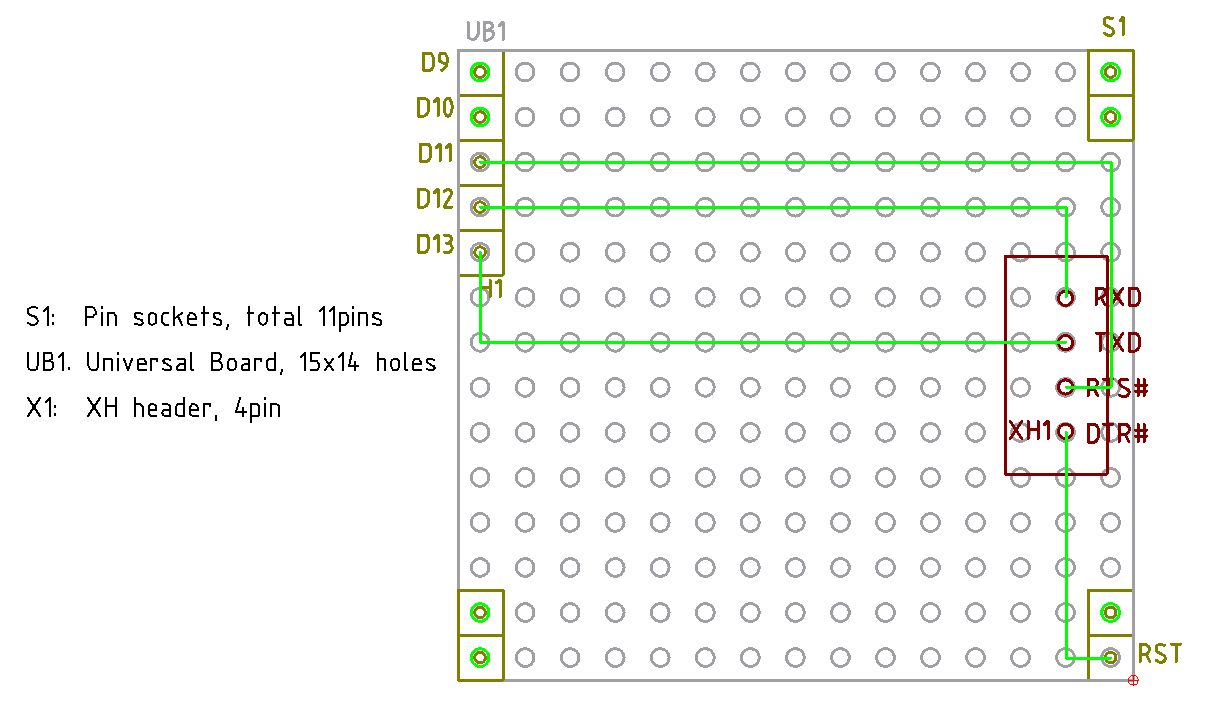 UB1
S1
D9
D10
D11
D12
D13
H1
RXD
S1: Pin sockets, total 11pins
TXD
UB1. Universal Board, 15x14 holes
RTS#
X1: XH header, 4pin
XH1
DTR#
RST